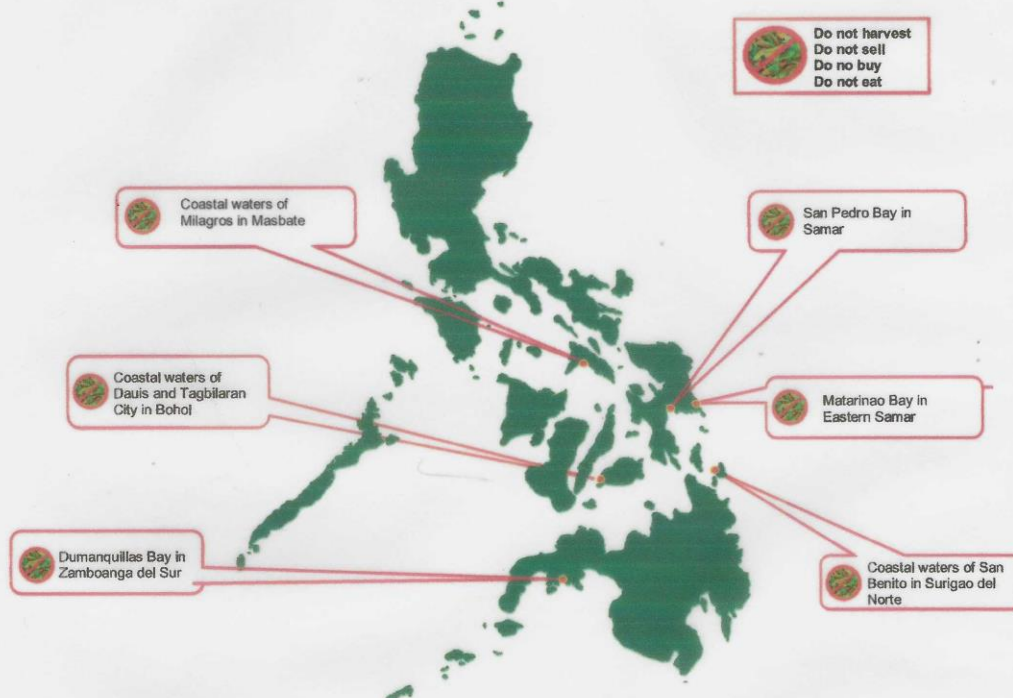 Do not harvest
Do not sell
Do no buy
Do not eat
Coastal waters of
Milagros in Masbate
San Pedro Bay in
Samar
Coastal waters of
Dauis and Tagbilaran
City in Bohol
Matarinao Bay in
Eastern Samar
Dumanquillas Bay in
Zamboanga del Sur
Coastal waters of San
Benito in Surigao del
Norte